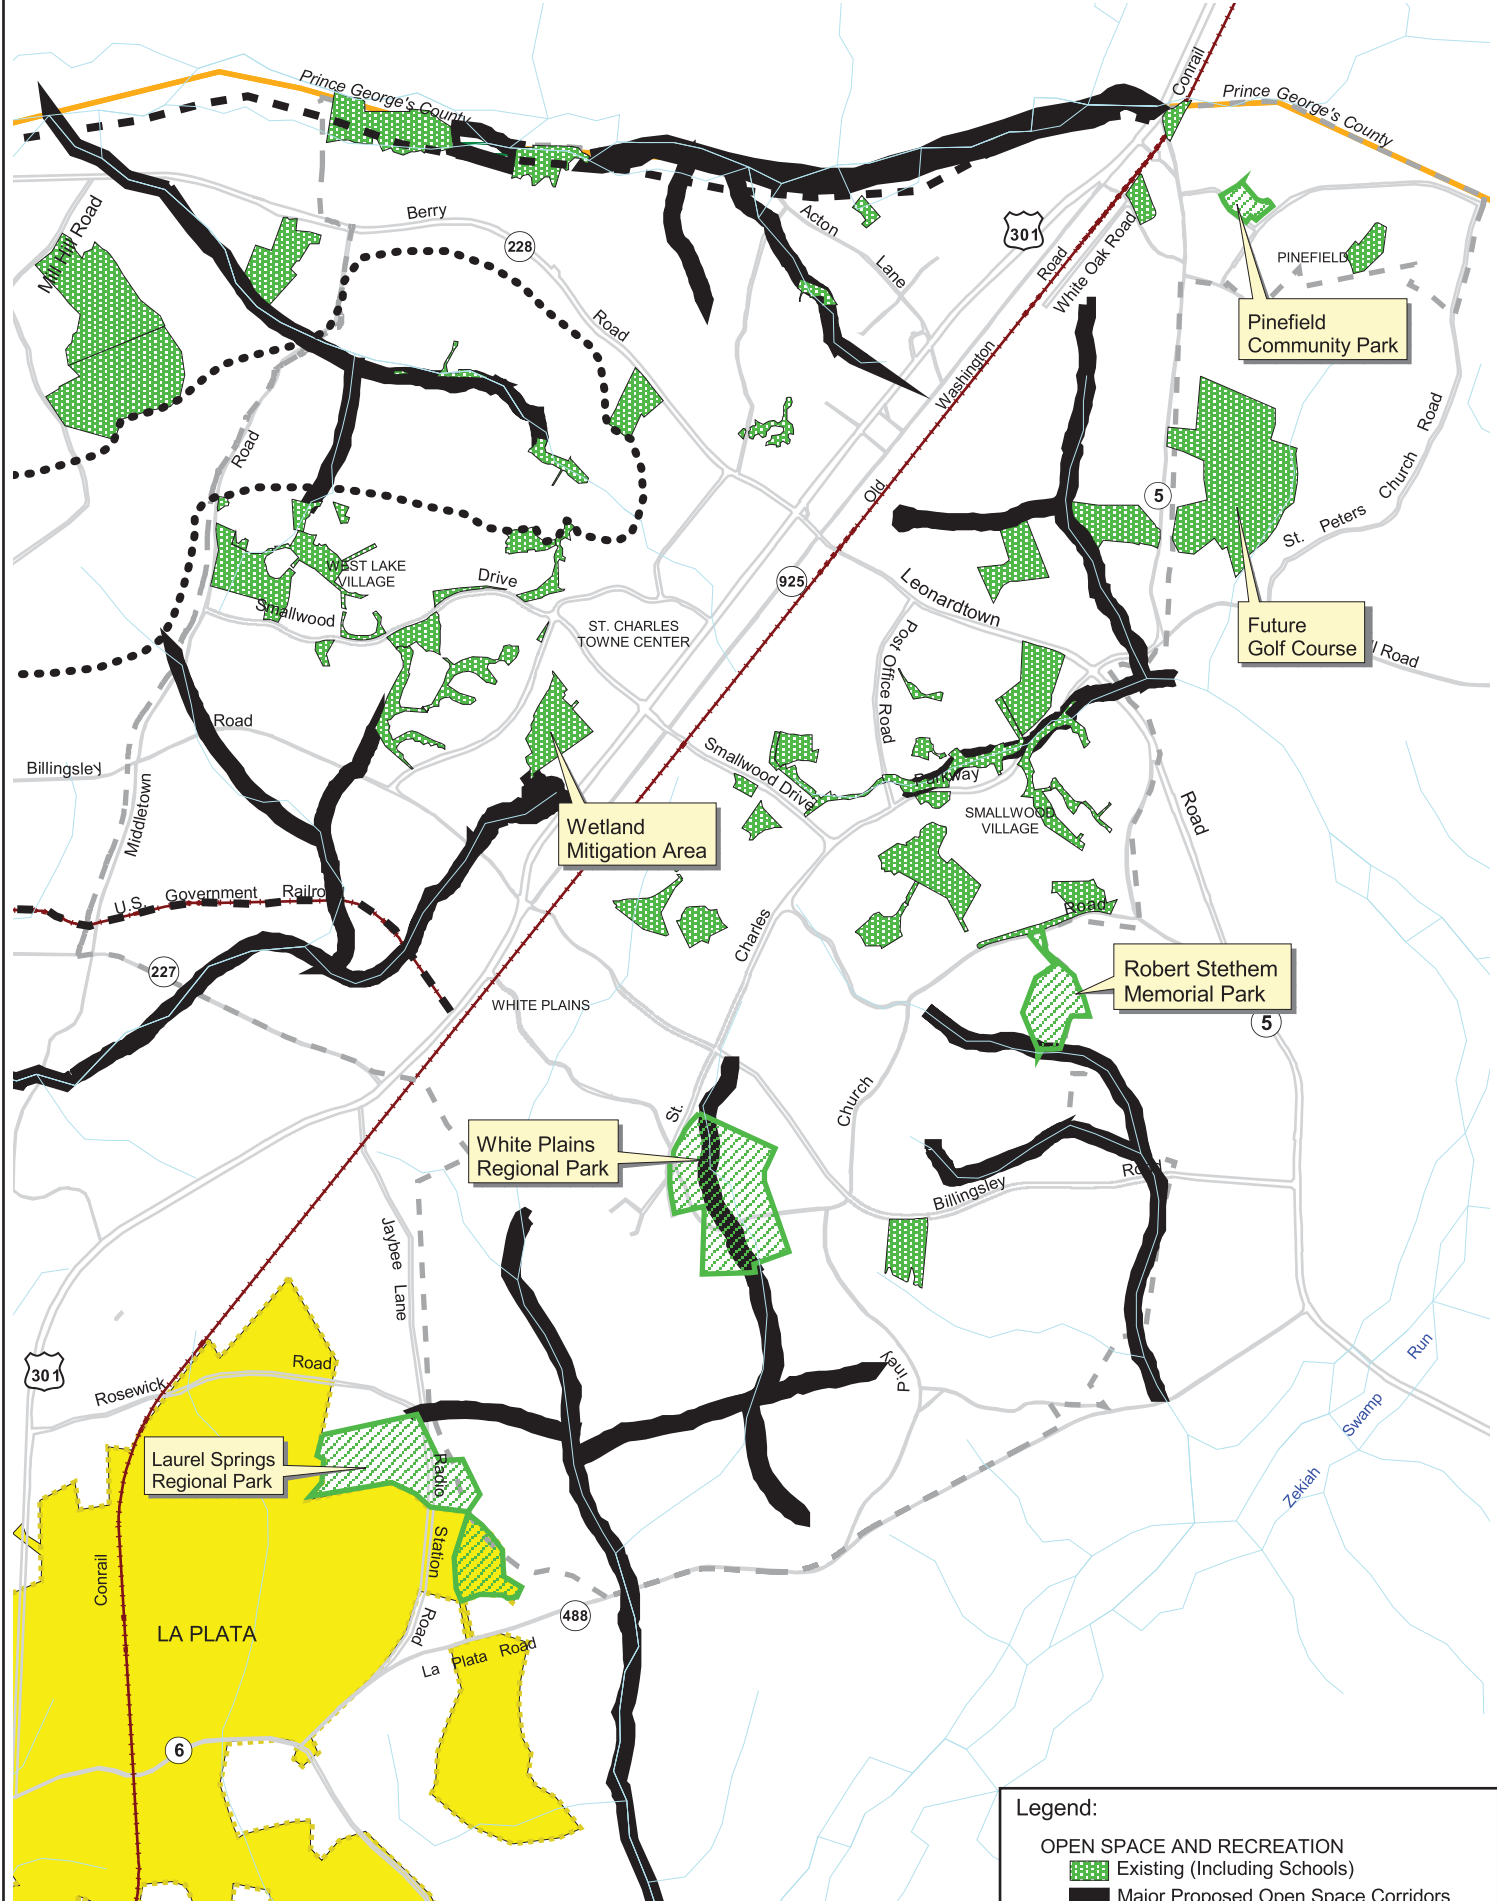 Conrail
Prince George's County
Prince George's County
Mill Hill Road
Berry
228
Road
Acton
Lane
301
Road
White Oak Road
PINEFIELD
Pinefield
Community Park
Washington
Old
Road
Church
Road
St.
Peters
5
925
WEST LAKE
VILLAGE
Drive
Smallwood
ST. CHARLES
TOWNE CENTER
Leonardtown
Post Office Road
Future
Golf Course
l Road
Road
Billingsley
Middletown
Smallwood Drive
Parkway
SMALLWOOD
VILLAGE
Road
Wetland
Mitigation Area
U.S.
Government
Railroad
Charles
Road
227
WHITE PLAINS
Robert Stethem
Memorial Park
5
Church
St.
White Plains
Regional Park
Road
Billingsley
Jaybee
Lane
301
Road
Rosewick
Piney
Run
Swamp
Zekiah
Laurel Springs
Regional Park
Radio
Station
Road
Conrail
LA PLATA
488
La Plata Road
6
Legend:
OPEN SPACE AND RECREATION
Existing (Including Schools)
Major Proposed Open Space Corridors